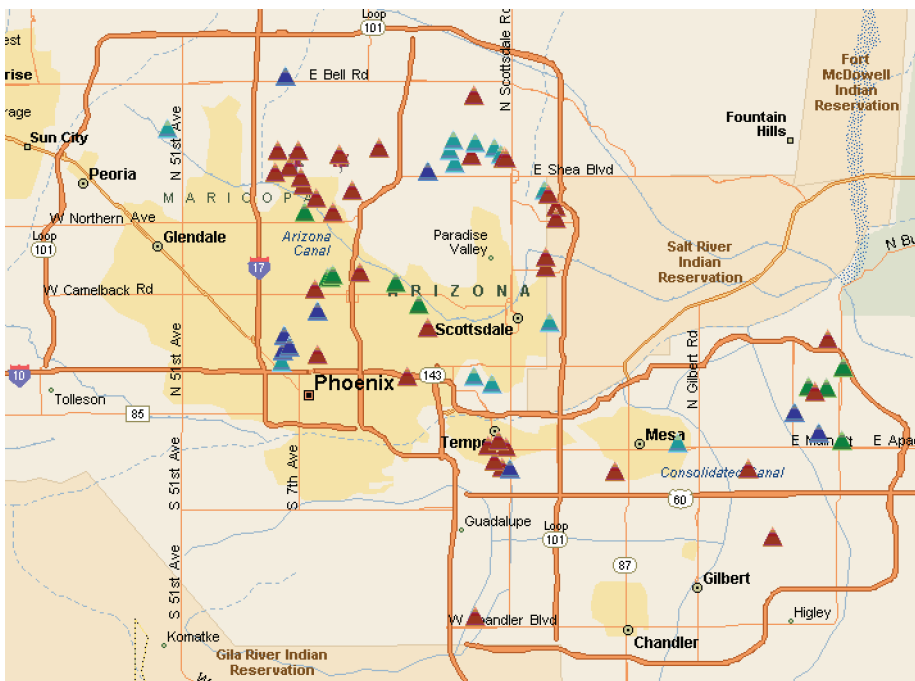 Loop
101
N Scottsdale Rd
E Bell Rd
Fort
McDowell
Indian
Reservation
est
rise
rage
Sun City
N 51st Ave
Fountain
Hills
Peoria
E Shea Blvd
MARICOPA
W Northern Ave
Glendale
Arizona
Canal
Paradise
Valley
Loop
101
17
Salt River
Indian
Reservation
N Bu
W Camelback Rd
ARIZONA
Scottsdale
N 51st Ave
N Gilbert Rd
10
Phoenix
143
Tolleson
85
Tempe
Mesa
E Main St
E Apac
S 51st Ave
S 7th Ave
Consolidated Canal
60
Guadalupe
Loop
101
87
S 51st Ave
Gilbert
W Chandler Blvd
Higley
Komatke
Chandler
Gila River Indian
Reservation
W